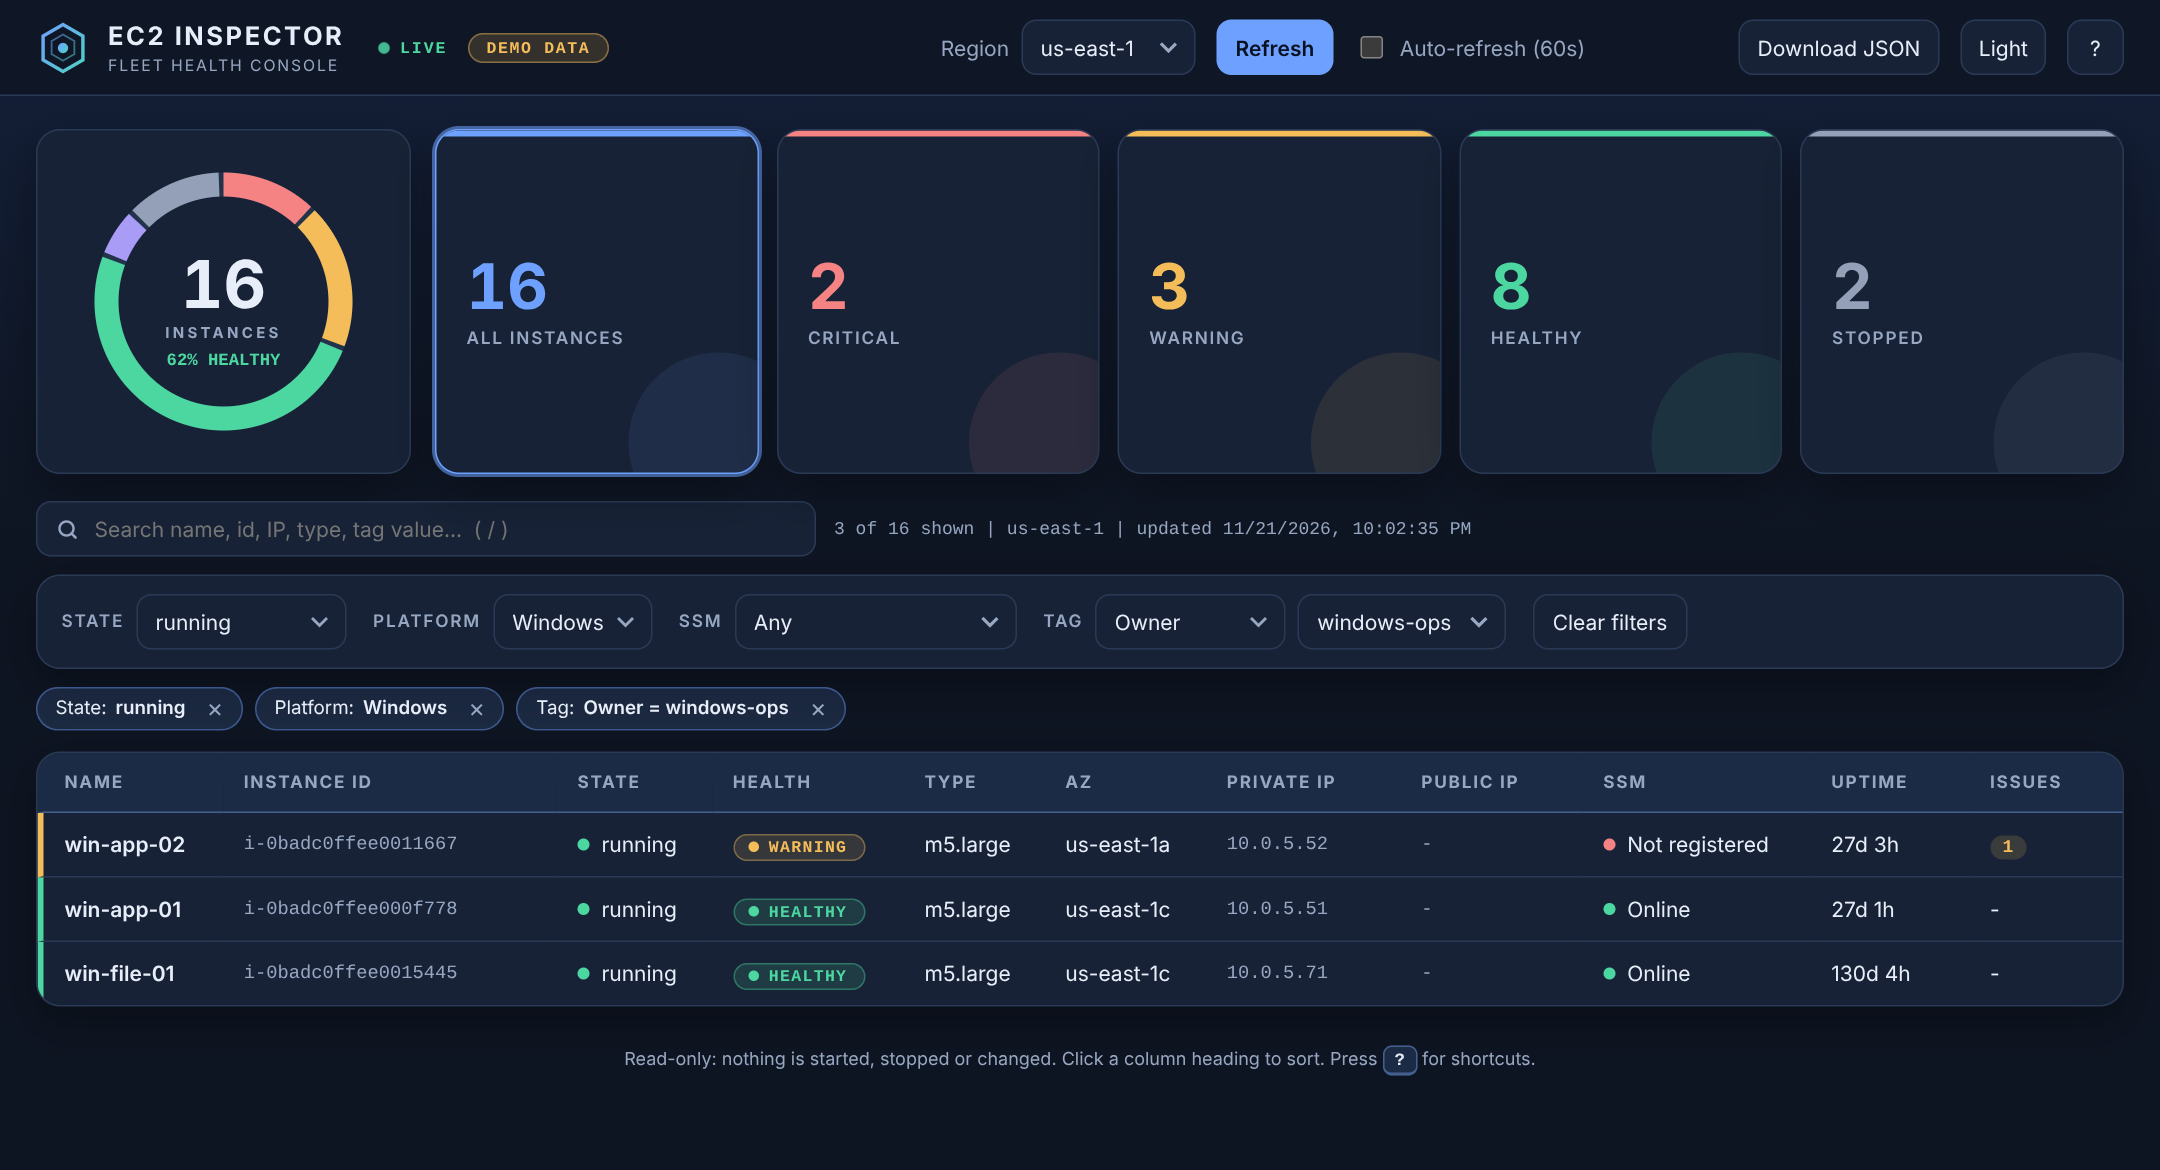 EC2 INSPECTOR
FLEET HEALTH CONSOLE
LIVE
DEMO DATA
Region
us-east-1
Refresh
Auto-refresh (60s)
Download JSON
Light
?
16
INSTANCES
62% HEALTHY
16
ALL INSTANCES
2
CRITICAL
3
WARNING
8
HEALTHY
2
STOPPED
Search name, id, IP, type, tag value... ( / )
3 of 16 shown | us-east-1 | updated 11/21/2026, 10:02:35 PM
STATE running PLATFORM Windows SSM Any TAG Owner windows-ops Clear filters
State: running × Platform: Windows × Tag: Owner = windows-ops ×
NAME INSTANCE ID STATE HEALTH TYPE AZ PRIVATE IP PUBLIC IP SSM UPTIME ISSUES
win-app-02 i-0badc0ffee0011667 running WARNING m5.large us-east-1a 10.0.5.52 - Not registered 27d 3h 1
win-app-01 i-0badc0ffee000f778 running HEALTHY m5.large us-east-1c 10.0.5.51 - Online 27d 1h -
win-file-01 i-0badc0ffee0015445 running HEALTHY m5.large us-east-1c 10.0.5.71 - Online 130d 4h -
Read-only: nothing is started, stopped or changed. Click a column heading to sort. Press ? for shortcuts.